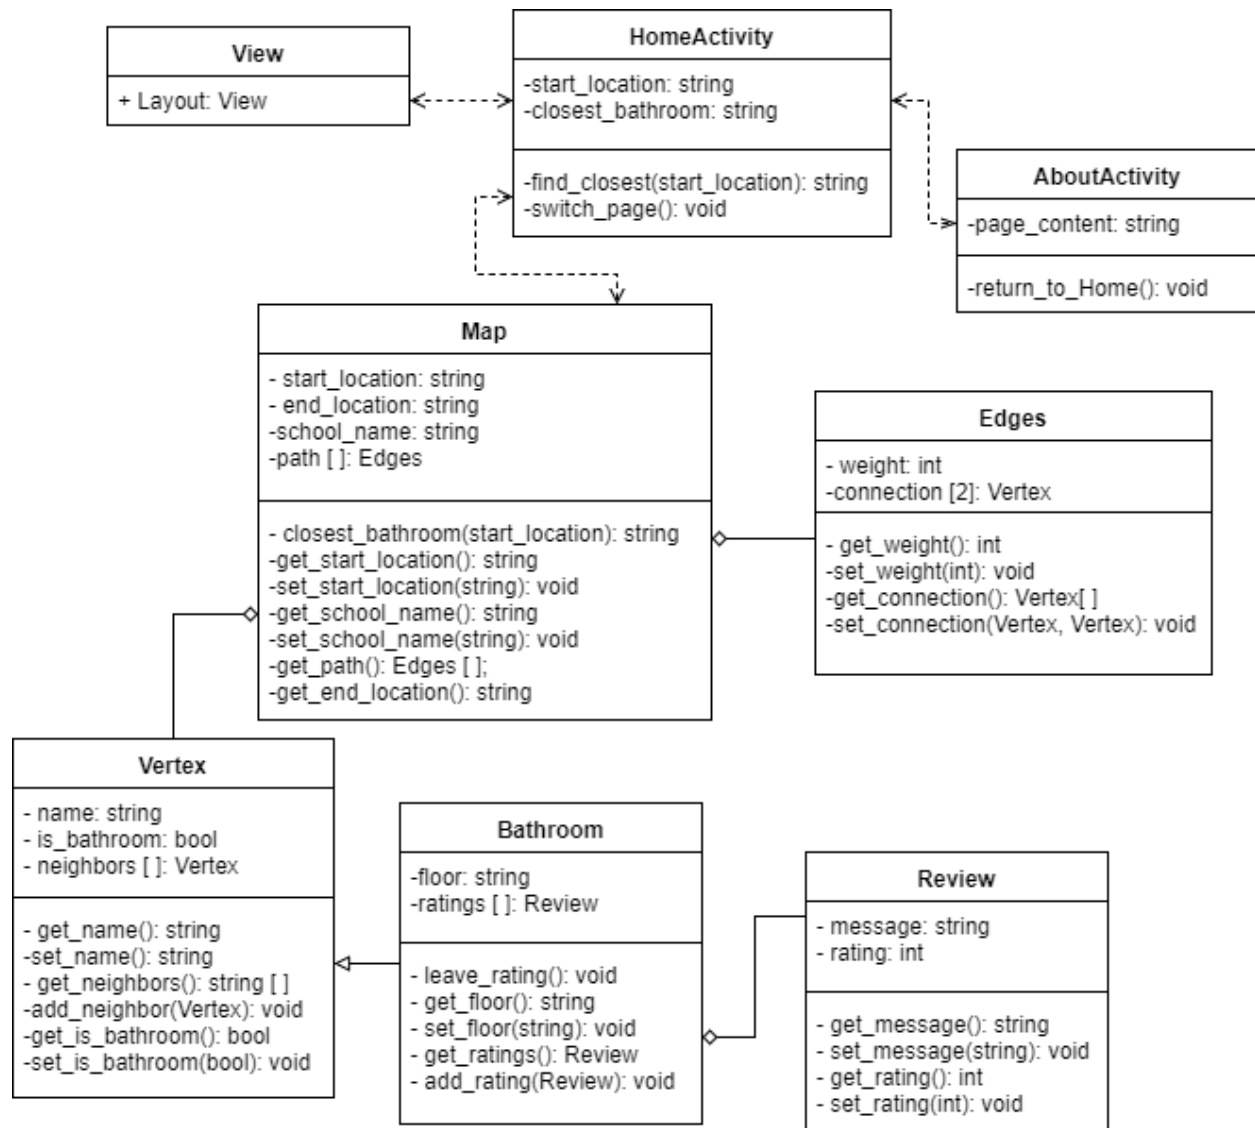 View
+ Layout: View
HomeActivity
-start_location: string
-closest_bathroom: string
-find_closest(start_location): string
-switch_page(): void
AboutActivity
-page_content: string
-return_to_Home(): void
Map
- start_location: string
- end_location: string
-school_name: string
-path [ ]: Edges
- closest_bathroom(start_location): string
-get_start_location(): string
-set_start_location(string): void
-get_school_name(): string
-set_school_name(string): void
-get_path(): Edges [ ];
-get_end_location(): string
Edges
- weight: int
-connection [2]: Vertex
- get_weight(): int
-set_weight(int): void
-get_connection(): Vertex[ ]
-set_connection(Vertex, Vertex): void
Vertex
- name: string
- is_bathroom: bool
- neighbors [ ]: Vertex
- get_name(): string
-set_name(): string
- get_neighbors(): string [ ]
-add_neighbor(Vertex): void
-get_is_bathroom(): bool
-set_is_bathroom(bool): void
Bathroom
-floor: string
-ratings [ ]: Review
- leave_rating(): void
- get_floor(): string
- set_floor(string): void
- get_ratings(): Review
- add_rating(Review): void
Review
- message: string
- rating: int
- get_message(): string
- set_message(string): void
- get_rating(): int
- set_rating(int): void